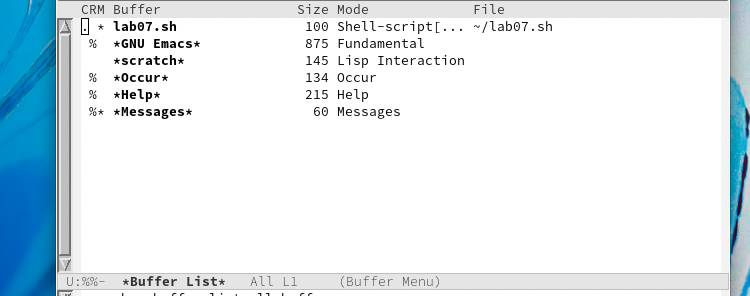 CRM Buffer Size Mode File
. * lab07.sh 100 Shell-script[... ~/lab07.sh
% *GNU Emacs* 875 Fundamental
*scratch* 145 Lisp Interaction
% *Occur* 134 Occur
% *Help* 215 Help
%* *Messages* 60 Messages
U:%%- *Buffer List* All L1 (Buffer Menu)